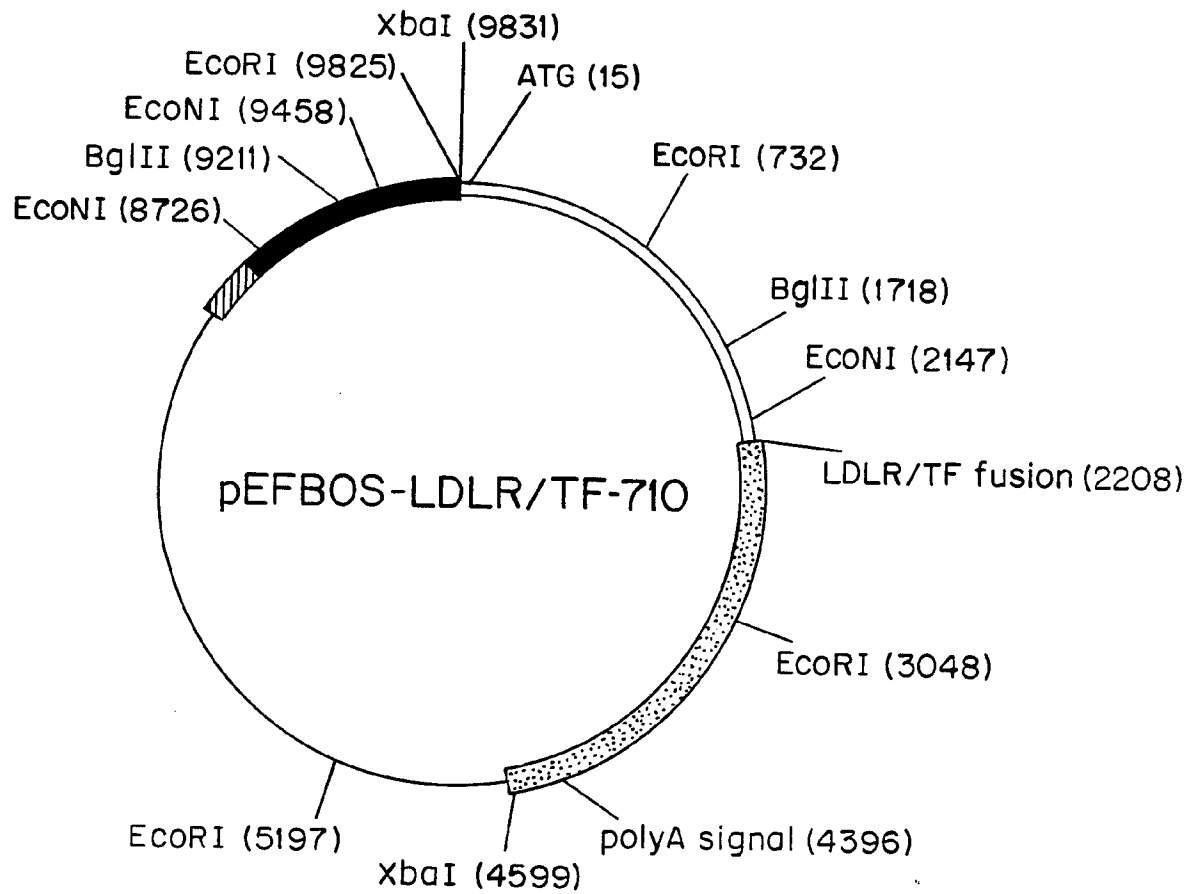 XbaI (9831)
EcoRI (9825)
ATG (15)
EcoNI (9458)
BglII (9211)
EcoRI (732)
EcoNI (8726)
BglII (1718)
EcoNI (2147)
LDLR/TF fusion (2208)
pEFBOS-LDLR/TF-710
EcoRI (3048)
EcoRI (5197)
polyA signal (4396)
XbaI (4599)